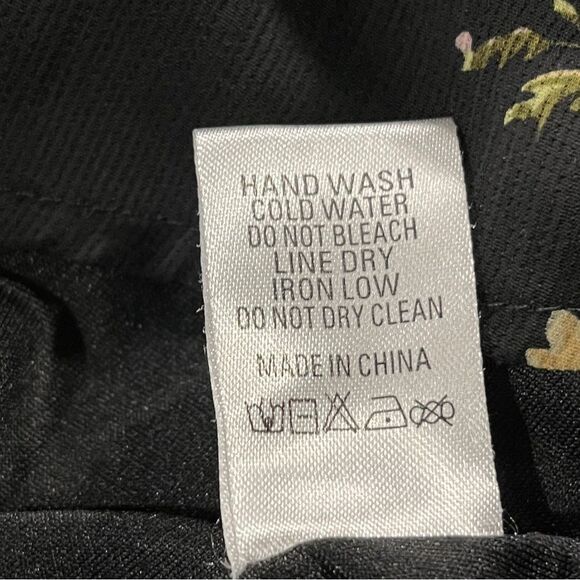 HAND WASH
COLD WATER
DO NOT BLEACH
LINE DRY
IRON LOW
DO NOT DRY CLEAN
MADE IN CHINA